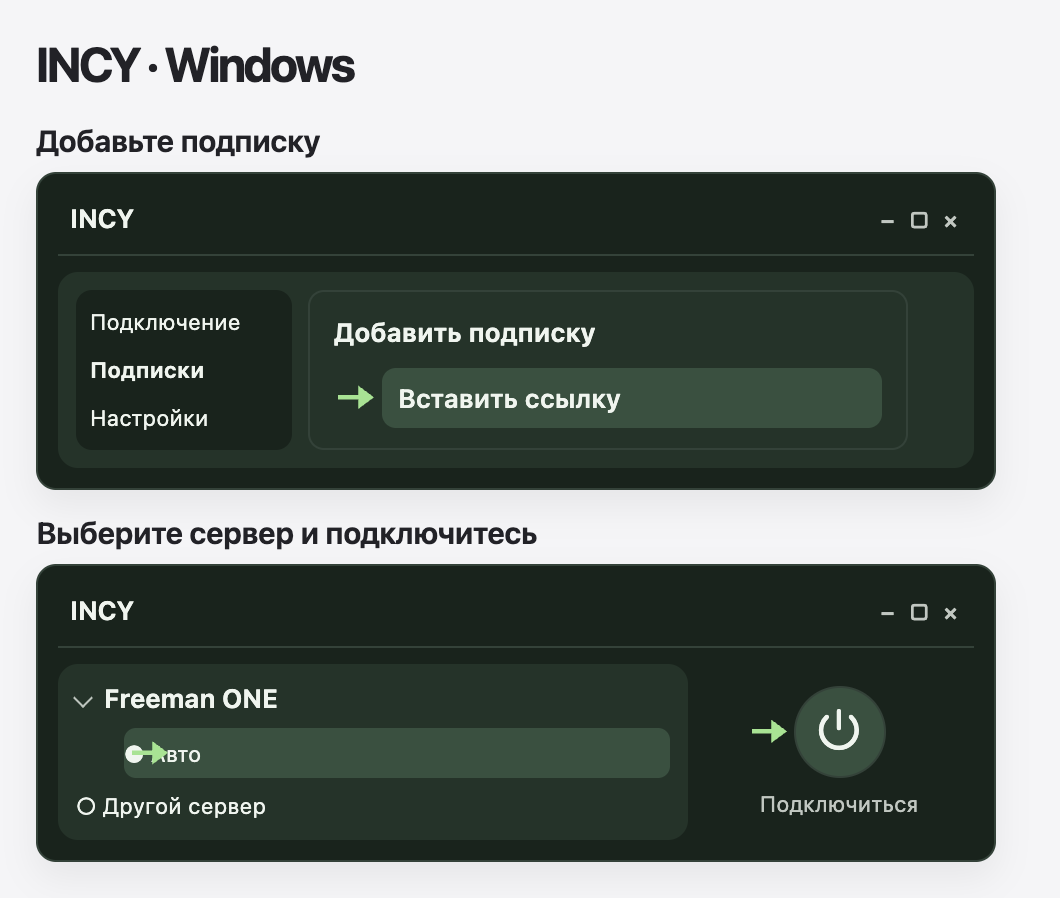 INCY · Windows
Добавьте подписку
INCY
Подключение
Подписки
Настройки
Добавить подписку
Вставить ссылку
Выберите сервер и подключитесь
INCY
Freeman ONE
Авто
Другой сервер
Подключиться